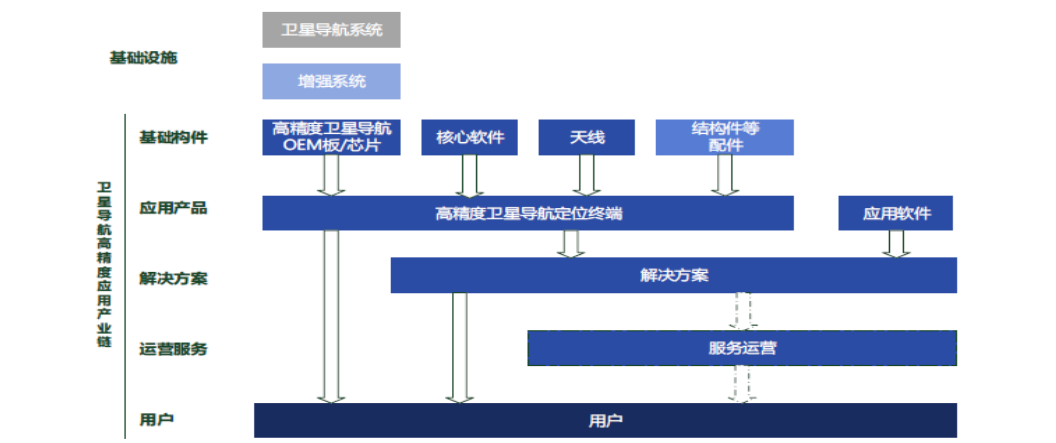 卫星导航系统
基础设施
增强系统
基础构件
高精度卫星导航
OEM板/芯片
核心软件
天线
结构件等
配件
卫星导航高精度应用产业链
应用产品
高精度卫星导航定位终端
应用软件
解决方案
解决方案
运营服务
服务运营
用户
用户